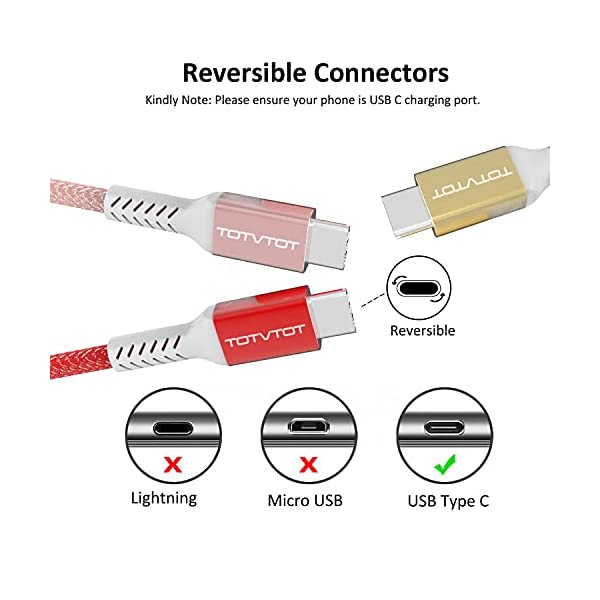 Reversible Connectors
Kindly Note: Please ensure your phone is USB C charging port.
TOTVTOT
TOTVTOT
TOTVTOT
Reversible
Lightning
Micro USB
USB Type C